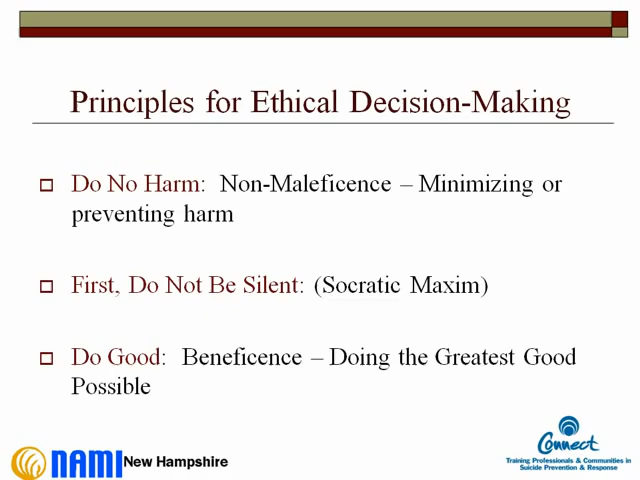 Principles for Ethical Decision-Making
Do No Harm: Non-Maleficence – Minimizing or
preventing harm
First, Do Not Be Silent: (Socratic Maxim)
Do Good: Beneficence – Doing the Greatest Good
Possible
NAMI New Hampshire
Connect
Training Professionals & Communities in
Suicide Prevention & Response